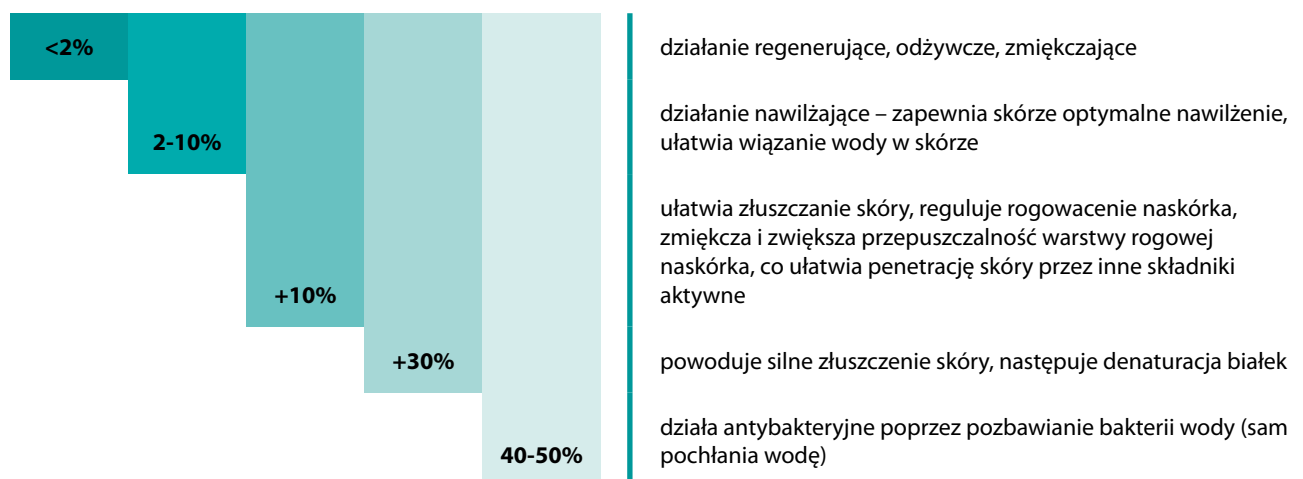 <2%
działanie regenerujące, odżywcze, zmiękczające
2-10%
działanie nawilżające – zapewnia skórze optymalne nawilżenie,
ułatwia wiązanie wody w skórze
+10%
ułatwia złuszczanie skóry, reguluje rogowacenie naskórka,
zmiękcza i zwiększa przepuszczalność warstwy rogowej
naskórka, co ułatwia penetrację skóry przez inne składniki
aktywne
+30%
powoduje silne złuszczenie skóry, następuje denaturacja białek
40-50%
działa antybakteryjne poprzez pozbawianie bakterii wody (sam
pochłania wodę)